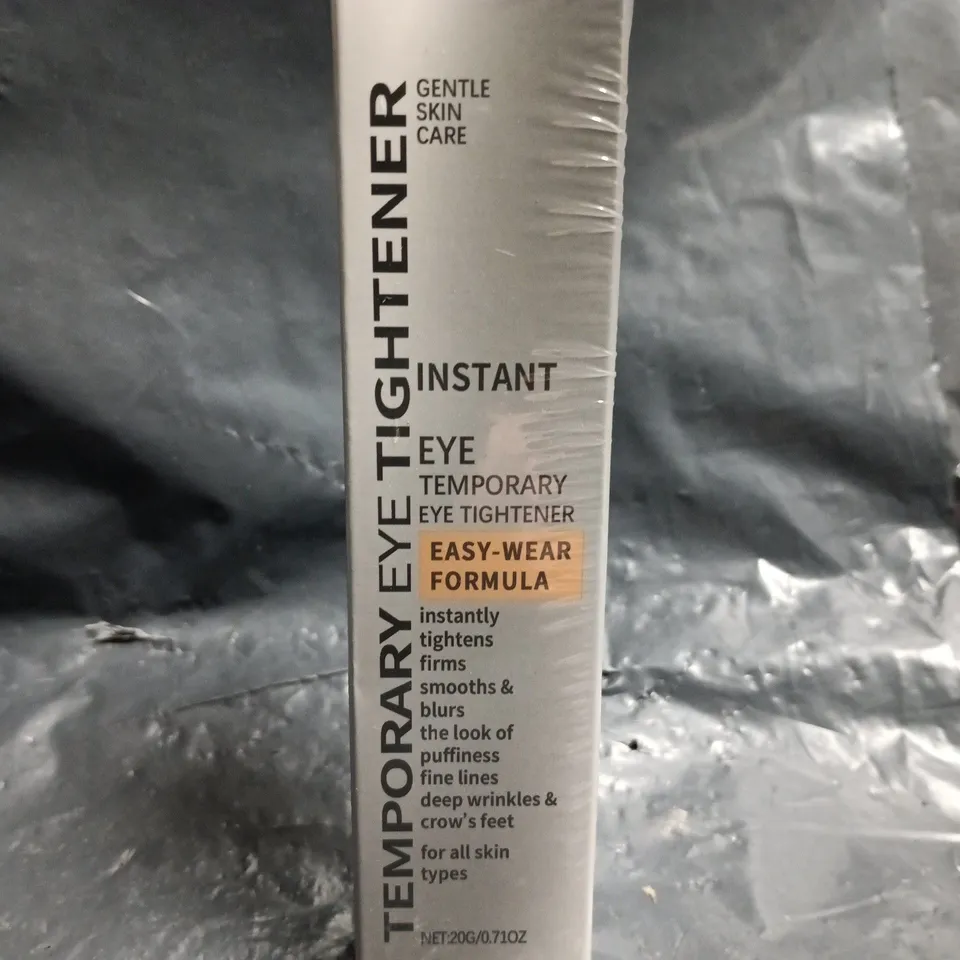 TEMPORARY EYE TIGHTENER
GENTLE
SKIN
CARE
INSTANT
EYE
TEMPORARY
EYE TIGHTENER
EASY-WEAR
FORMULA
instantly
tightens
firms
smooths &
blurs
the look of
puffiness
fine lines
deep wrinkles &
crow's feet
for all skin
types
NET:20G/0.71OZ